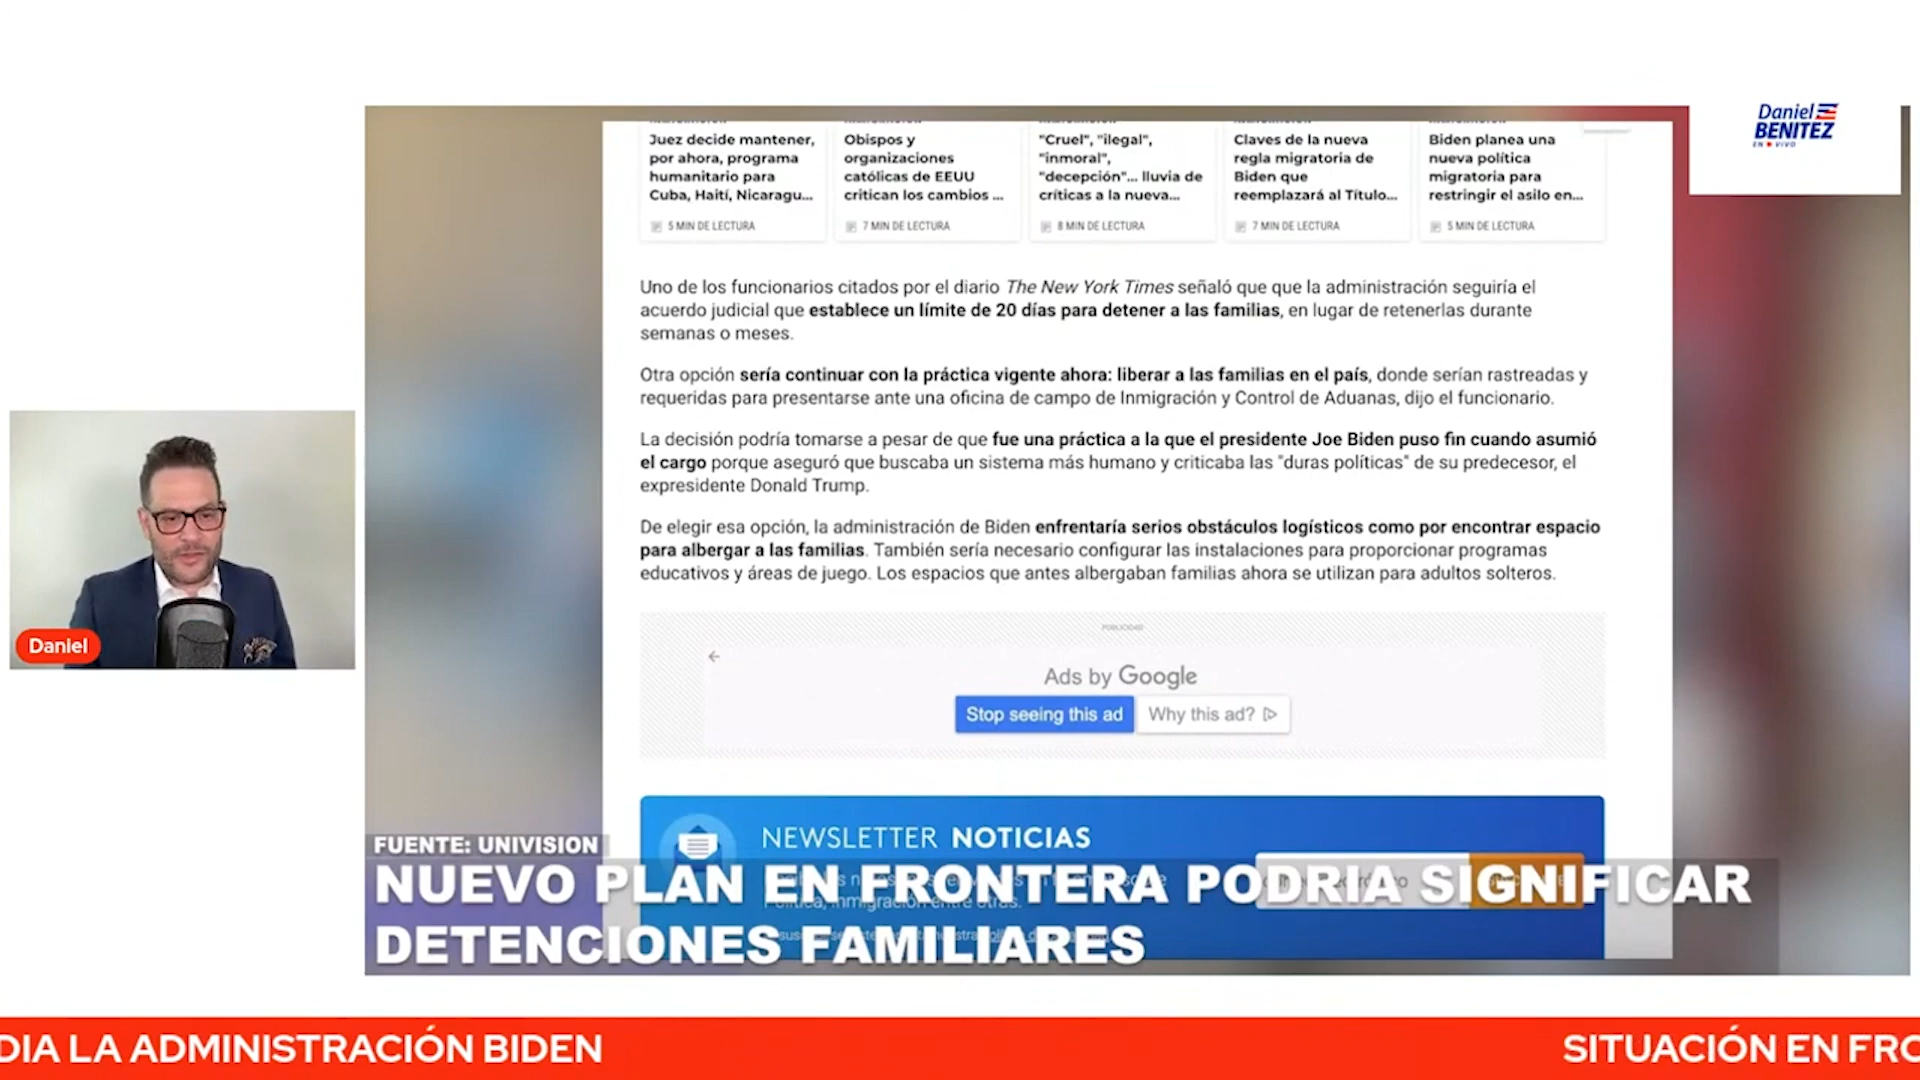 Daniel
BENITEZ
EN VIVO
Juez decide mantener,
por ahora, programa
humanitario para
Cuba, Haití, Nicaragu...
5 MIN DE LECTURA
Obispos y
organizaciones
católicas de EEUU
critican los cambios ...
7 MIN DE LECTURA
"Cruel", "ilegal",
"inmoral",
"decepción"... lluvia de
críticas a la nueva...
8 MIN DE LECTURA
Claves de la nueva
regla migratoria de
Biden que
reemplazará al Título...
7 MIN DE LECTURA
Biden planea una
nueva política
migratoria para
restringir el asilo en...
5 MIN DE LECTURA
Uno de los funcionarios citados por el diario The New York Times señaló que que la administración seguiría el
acuerdo judicial que establece un límite de 20 días para detener a las familias, en lugar de retenerlas durante
semanas o meses.
Otra opción sería continuar con la práctica vigente ahora: liberar a las familias en el país, donde serían rastreadas y
requeridas para presentarse ante una oficina de campo de Inmigración y Control de Aduanas, dijo el funcionario.
La decisión podría tomarse a pesar de que fue una práctica a la que el presidente Joe Biden puso fin cuando asumió
el cargo porque aseguró que buscaba un sistema más humano y criticaba las "duras políticas" de su predecesor, el
expresidente Donald Trump.
De elegir esa opción, la administración de Biden enfrentaría serios obstáculos logísticos como por encontrar espacio
para albergar a las familias. También sería necesario configurar las instalaciones para proporcionar programas
educativos y áreas de juego. Los espacios que antes albergaban familias ahora se utilizan para adultos solteros.
PUBLICIDAD
Ads by Google
Stop seeing this ad
Why this ad?
Daniel
NEWSLETTER NOTICIAS
FUENTE: UNIVISION
NUEVO PLAN EN FRONTERA PODRIA SIGNIFICAR
DETENCIONES FAMILIARES
Política, inmigración entre otras.
DIA LA ADMINISTRACIÓN BIDEN
SITUACIÓN EN FRO